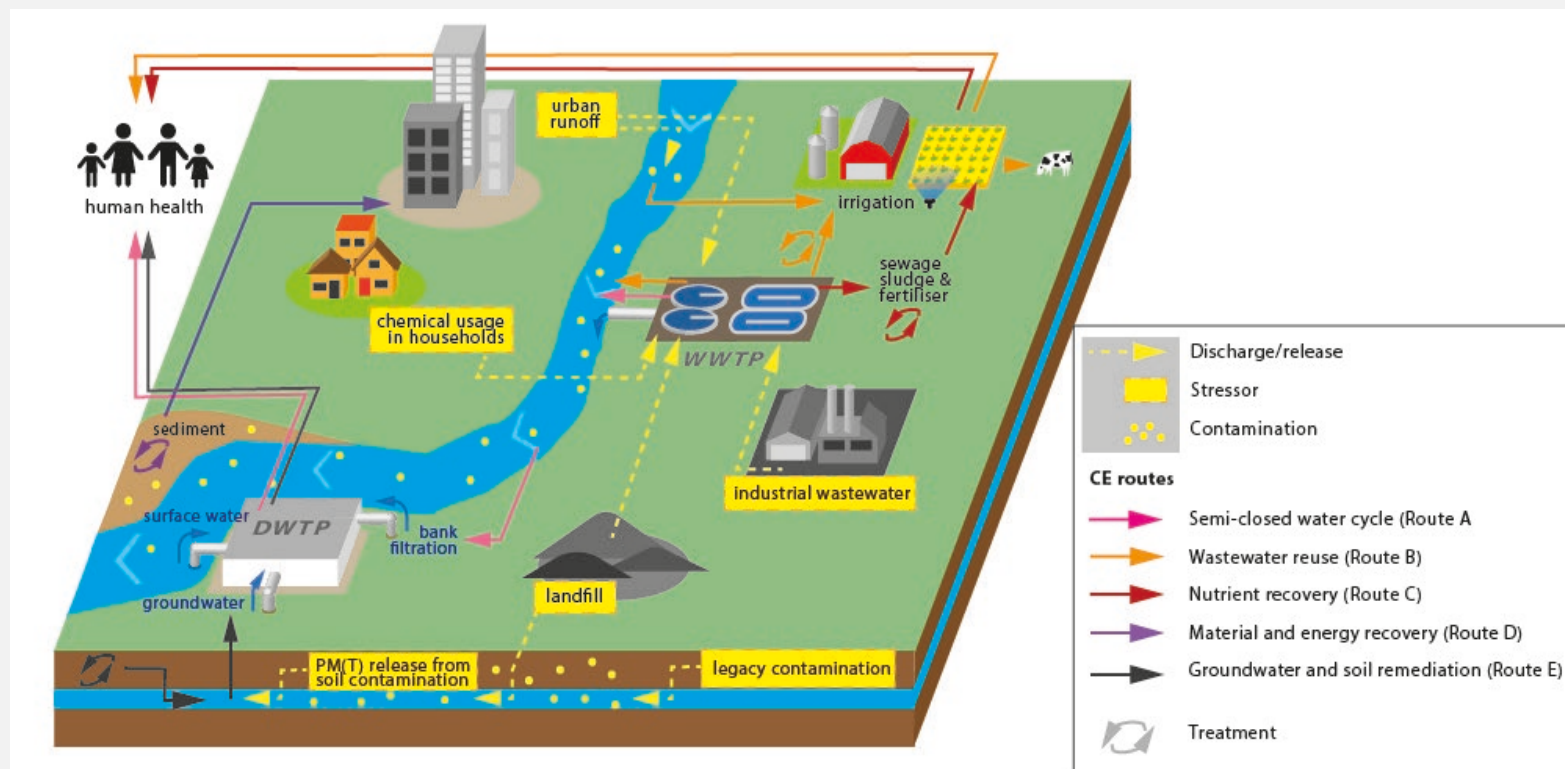 urban
runoff
human health
irrigation
sewage
sludge &
fertiliser
chemical usage
in households
WWTP
sediment
industrial wastewater
surface water
DWTP
bank
filtration
groundwater
landfill
PM(T) release from
soil contamination
legacy contamination
Discharge/release
Stressor
Contamination
CE routes
Semi-closed water cycle (Route A
Wastewater reuse (Route B)
Nutrient recovery (Route C)
Material and energy recovery (Route D)
Groundwater and soil remediation (Route E)
Treatment